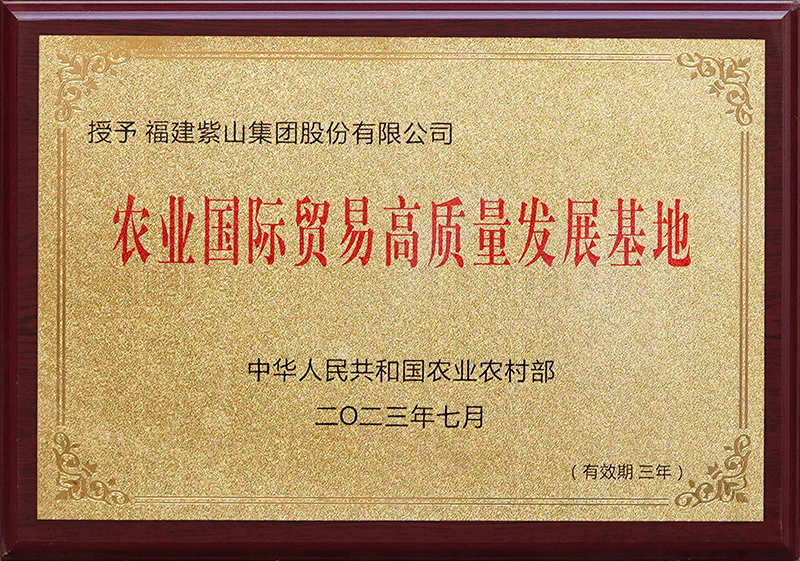 授予 福建紫山集团股份有限公司
农业国际贸易高质量发展基地
中华人民共和国农业农村部
二〇二三年七月
（有效期 三年）